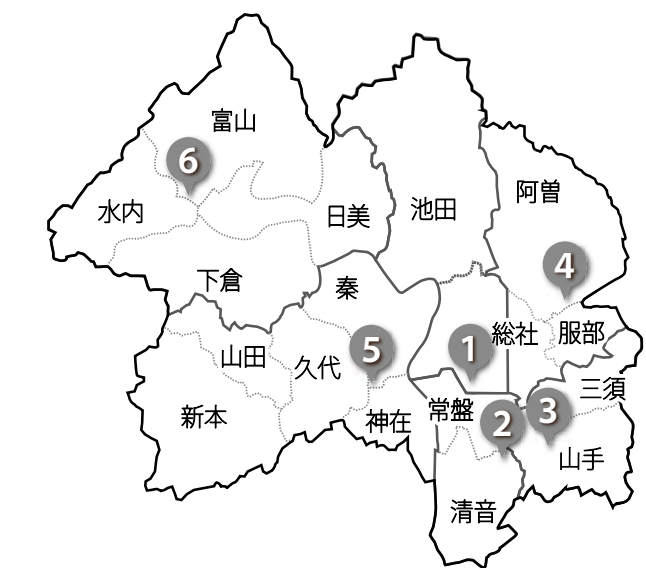 富山
6
水内
日美
池田
阿曽
下倉
秦
4
山田
久代
5
1
総社
服部
新本
神在
常盤
2
3
三須
山手
清音